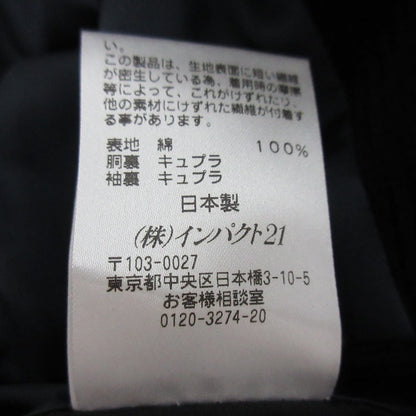 い。
この製品は、生地表面に短い繊維
が密生している為、着用時の摩擦
等によって、これがけずれたり、
他の素材にけずれた繊維が付着す
る事があります。
表地 綿 100%
胴裏 キュプラ
袖裏 キュプラ
日本製
(株)インパクト21
〒103-0027
東京都中央区日本橋3-10-5
お客様相談室
0120-3274-20